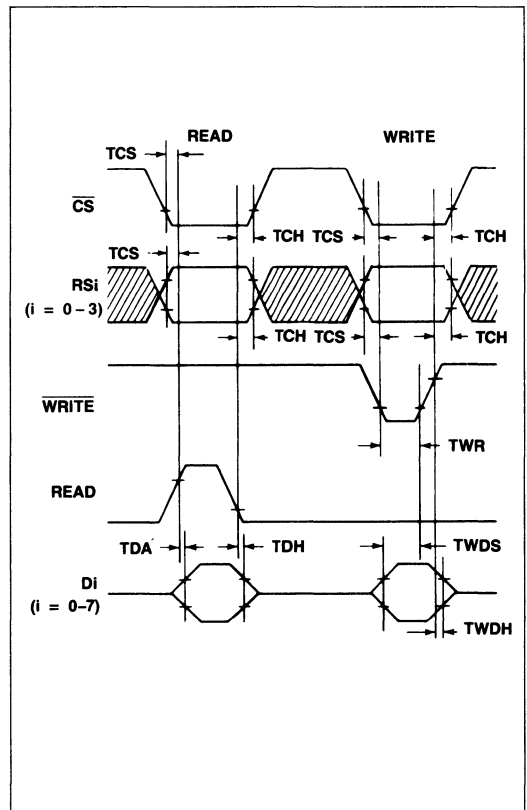 READ WRITE
TCS
CS
TCH TCS TCH
TCS
RSi
(i = 0–3)
TCH TCS TCH
WRITE
TWR
READ
TDA TDH TWDS
Di
(i = 0–7)
TWDH